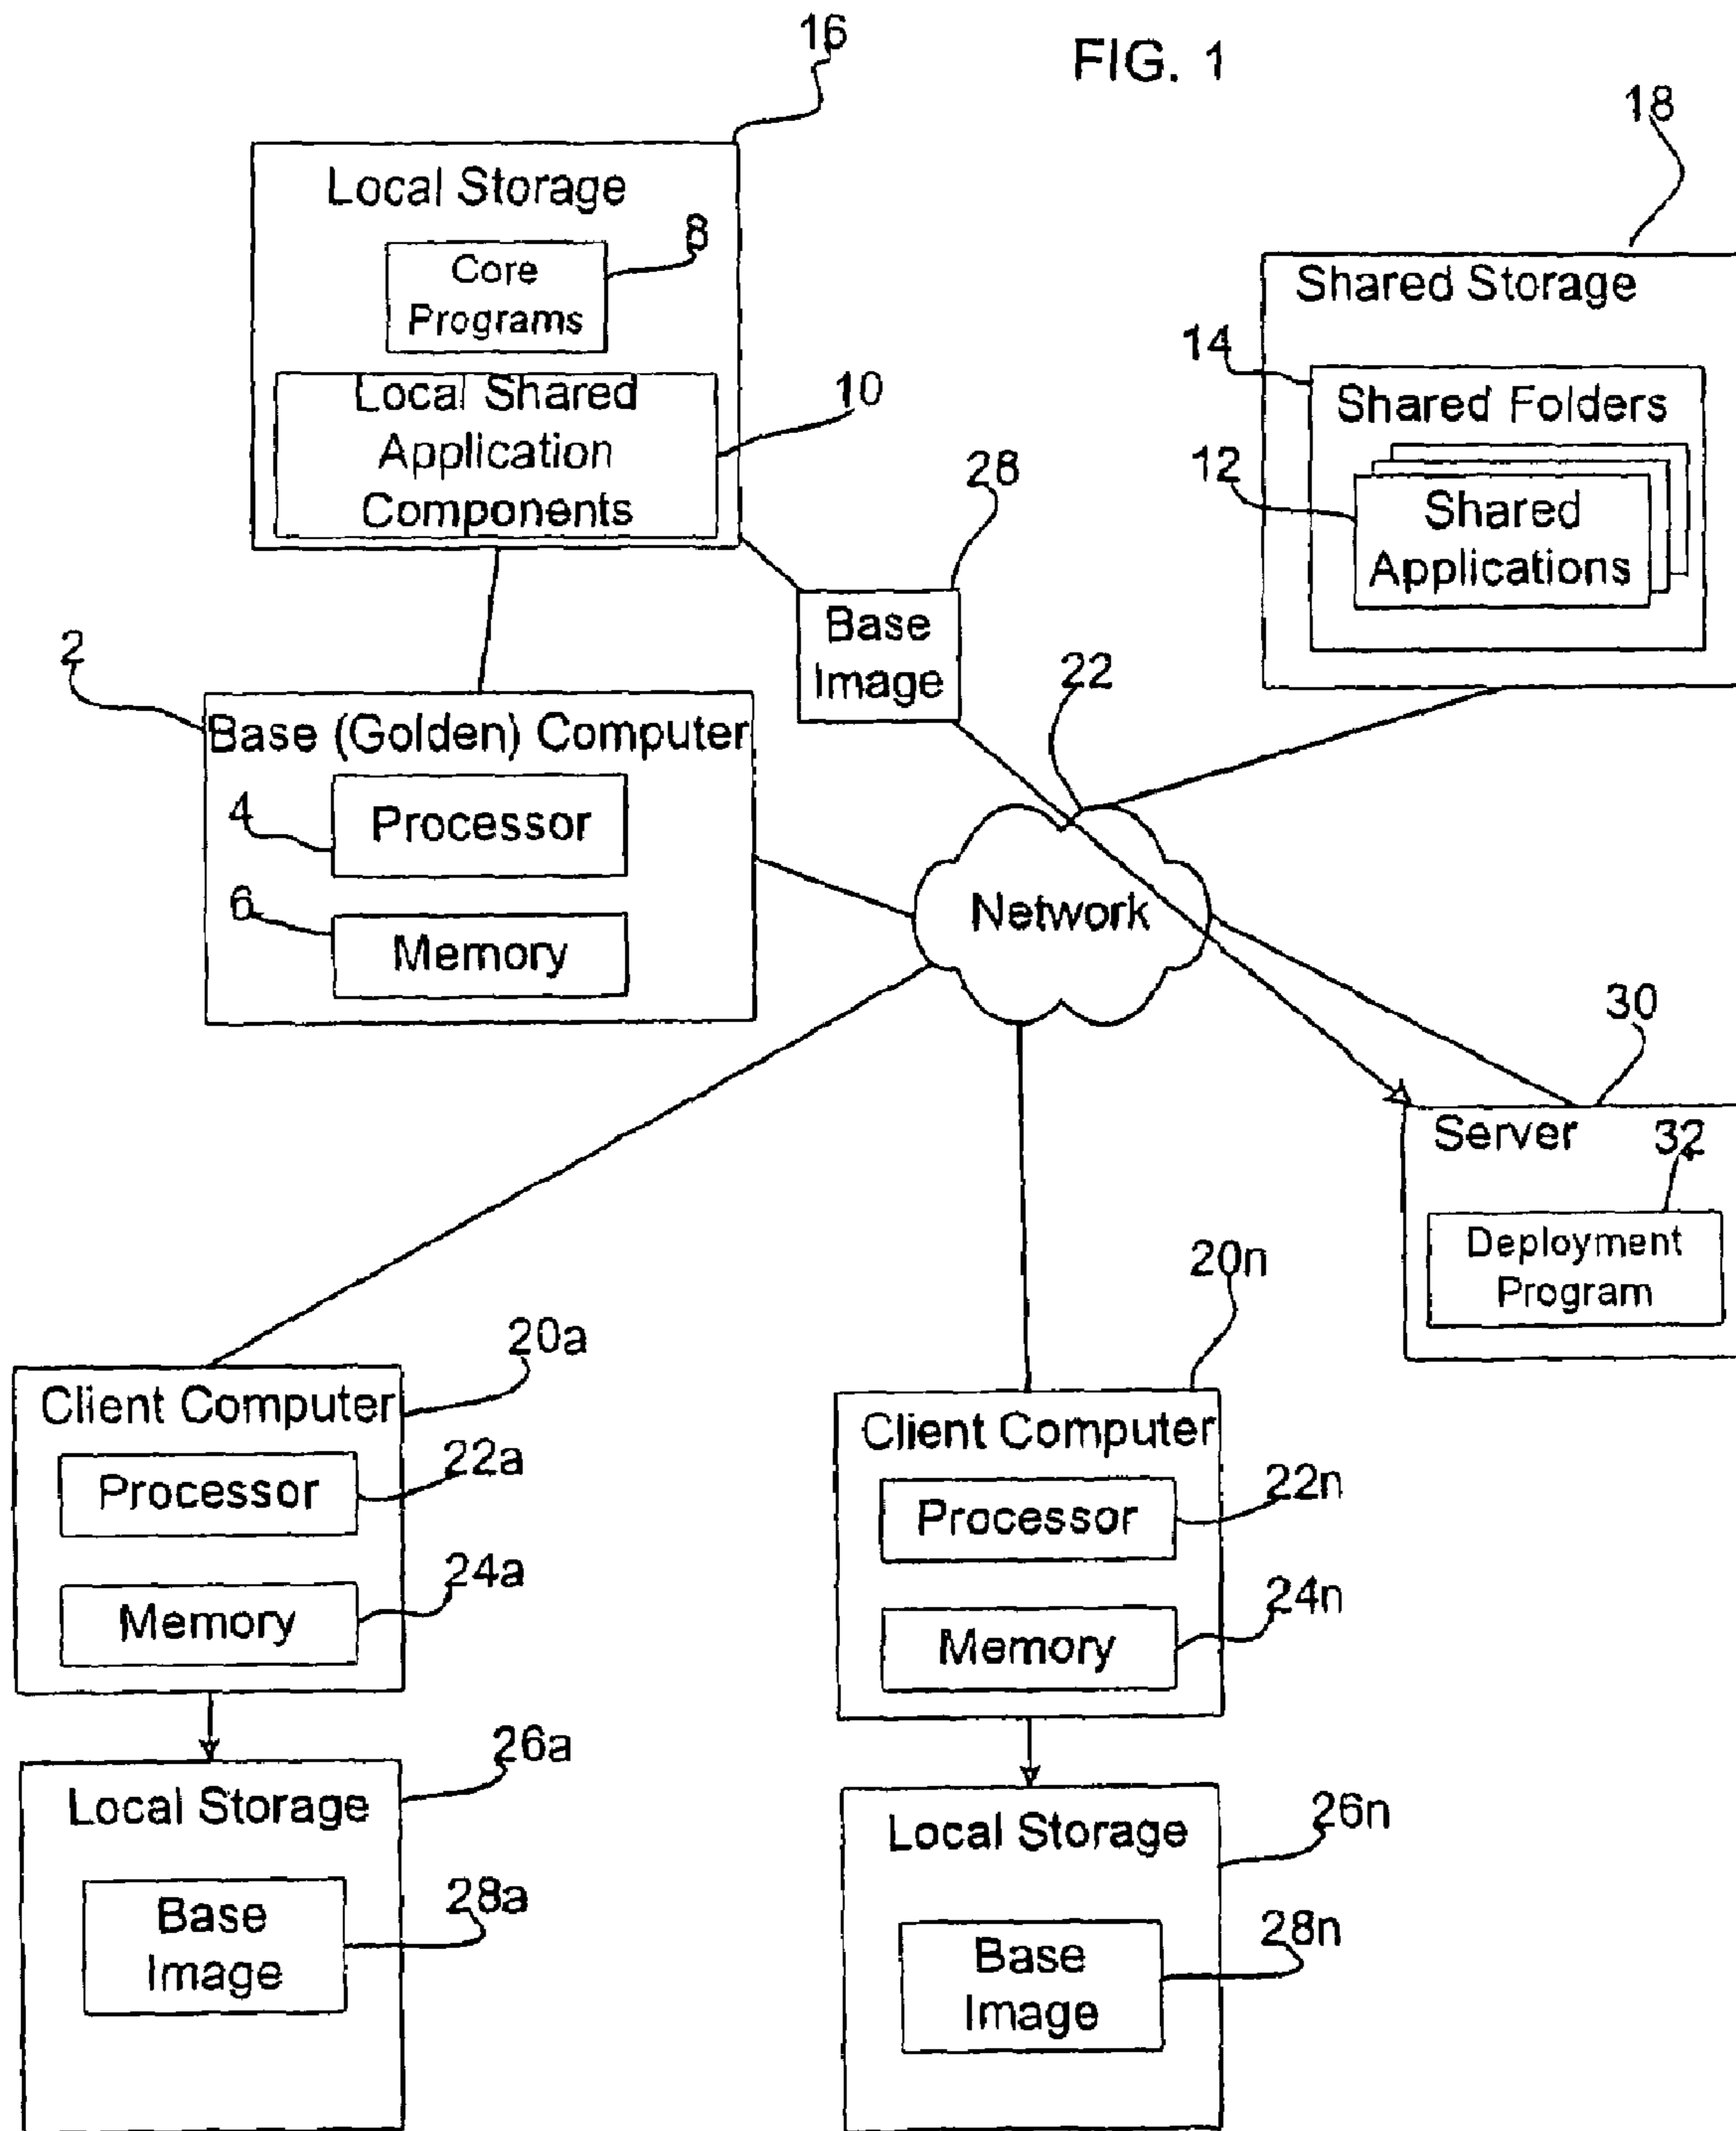 FIG. 1
16
Local Storage
8
Core
Programs
Local Shared
Application
Components
10
18
Shared Storage
14
Shared Folders
12
Shared
Applications
28
Base
Image
2
Base (Golden) Computer
4
Processor
6
Memory
22
Network
30
Server
32
Deployment
Program
20a
Client Computer
22a
Processor
24a
Memory
26a
Local Storage
28a
Base
Image
20n
Client Computer
22n
Processor
24n
Memory
26n
Local Storage
28n
Base
Image